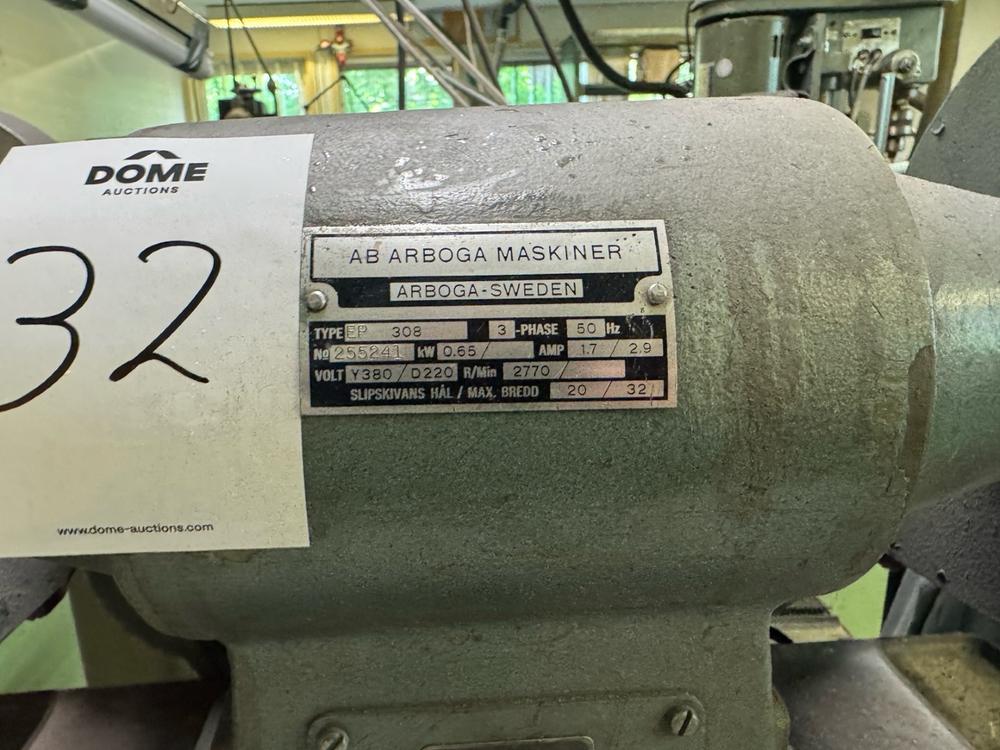 DOME
AUCTIONS
32
www.dome-auctions.com
AB ARBOGA MASKINER
ARBOGA-SWEDEN
TYPE EP 308 3-PHASE 50 Hz
No 255241 kW 0.65 / AMP 1.7 / 2.9
VOLT Y380 / D220 R/Min 2770 /
SLIPSKIVANS HÅL / MAX. BREDD 20 / 32